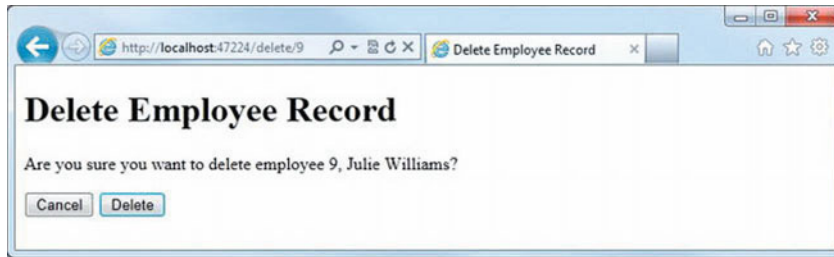 http://localhost:47224/delete/9
Delete Employee Record
Delete Employee Record
Are you sure you want to delete employee 9, Julie Williams?
Cancel Delete